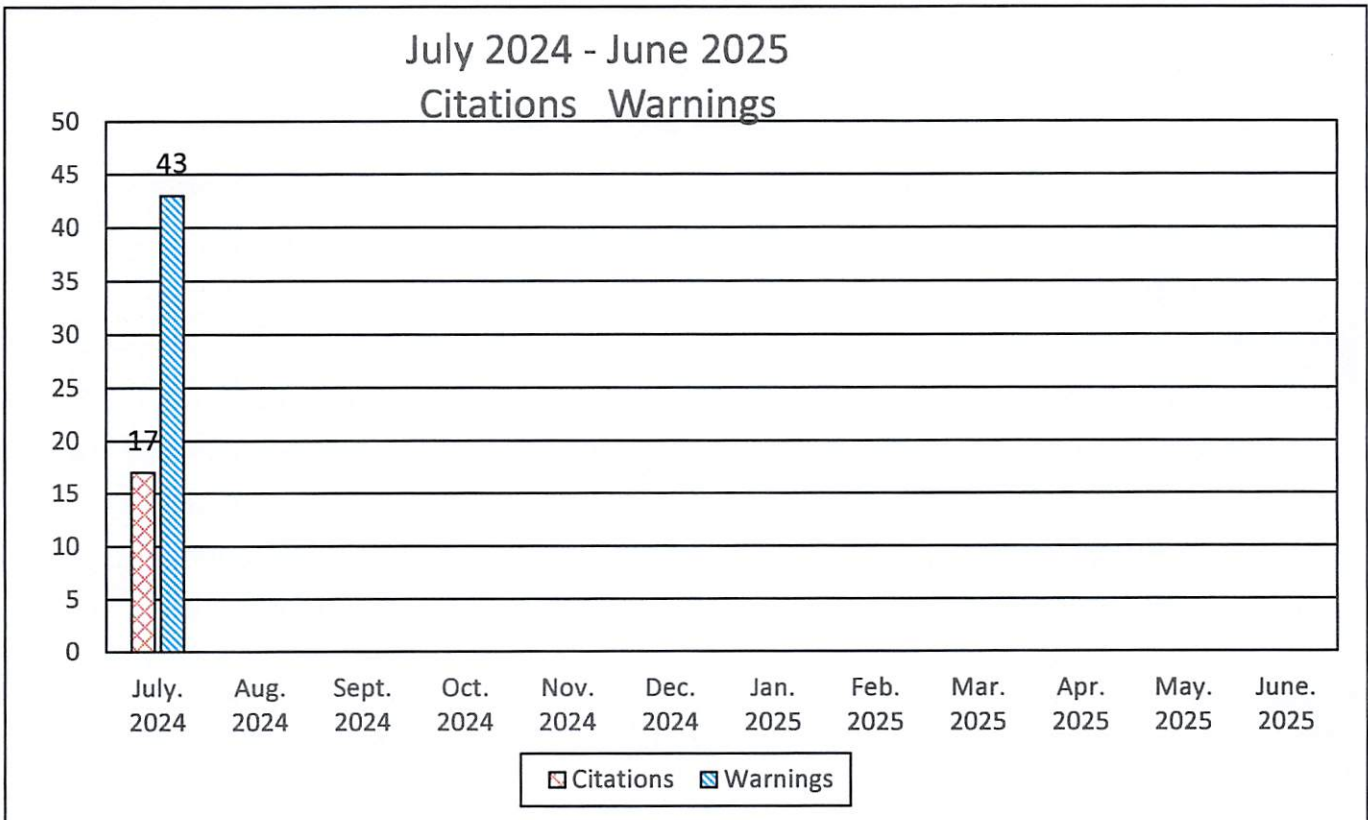 July 2024 - June 2025
Citations Warnings
50
45
40
35
30
25
20
15
10
5
0
43
17
July. Aug. Sept. Oct. Nov. Dec. Jan. Feb. Mar. Apr. May. June.
2024 2024 2024 2024 2024 2024 2025 2025 2025 2025 2025 2025
Citations Warnings